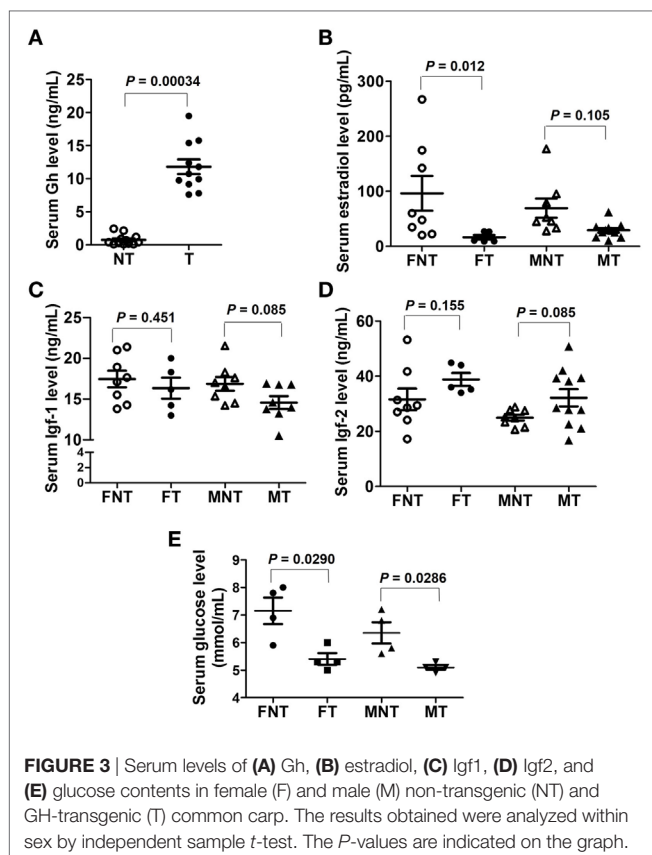 A
P = 0.00034
Serum Gh level (ng/mL)
25
20
15
10
5
0
NT
T
B
P = 0.012
P = 0.105
Serum estradiol level (pg/mL)
300
200
100
0
FNT
FT
MNT
MT
C
P = 0.451
P = 0.085
Serum Igf-1 level (ng/mL)
25
20
15
10
4
2
0
FNT
FT
MNT
MT
D
P = 0.155
P = 0.085
Serum Igf-2 level (ng/mL)
60
40
20
0
FNT
FT
MNT
MT
E
P = 0.0290
P = 0.0286
Serum glucose level
(mmol/mL)
9
8
7
6
5
4
FNT
FT
MNT
MT
FIGURE 3 | Serum levels of (A) Gh, (B) estradiol, (C) Igf1, (D) Igf2, and
(E) glucose contents in female (F) and male (M) non-transgenic (NT) and
GH-transgenic (T) common carp. The results obtained were analyzed within
sex by independent sample t-test. The P-values are indicated on the graph.